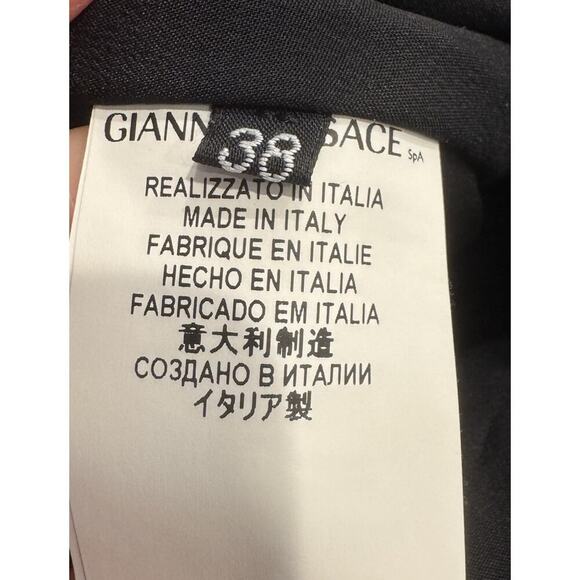 GIANN SACE SpA
38
REALIZZATO IN ITALIA
MADE IN ITALY
FABRIQUE EN ITALIE
HECHO EN ITALIA
FABRICADO EM ITALIA
意大利制造
СОЗДАНО В ИТАЛИИ
イタリア製